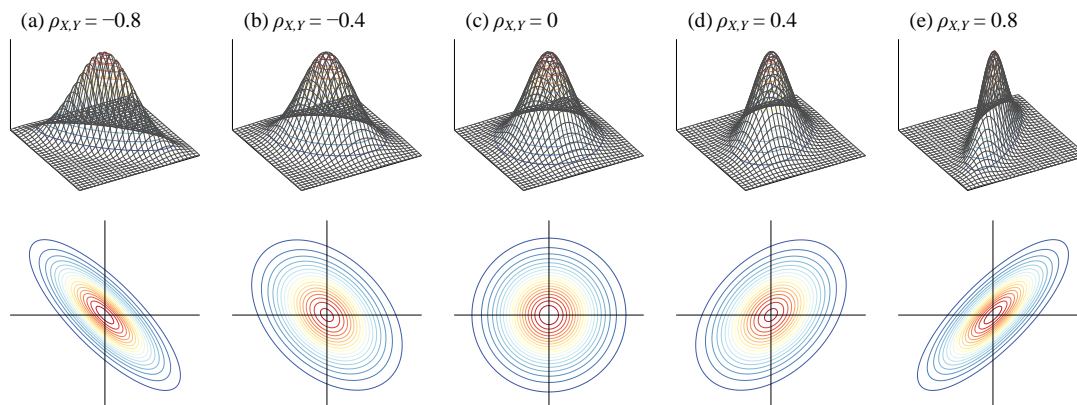 (a) ρX,Y = −0.8
(b) ρX,Y = −0.4
(c) ρX,Y = 0
(d) ρX,Y = 0.4
(e) ρX,Y = 0.8